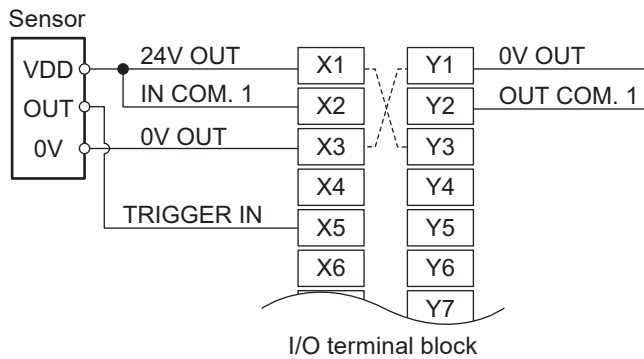 Sensor
VDD
OUT
0V
24V OUT
IN COM. 1
0V OUT
TRIGGER IN
X1
X2
X3
X4
X5
X6
Y1
Y2
Y3
Y4
Y5
Y6
Y7
0V OUT
OUT COM. 1
I/O terminal block